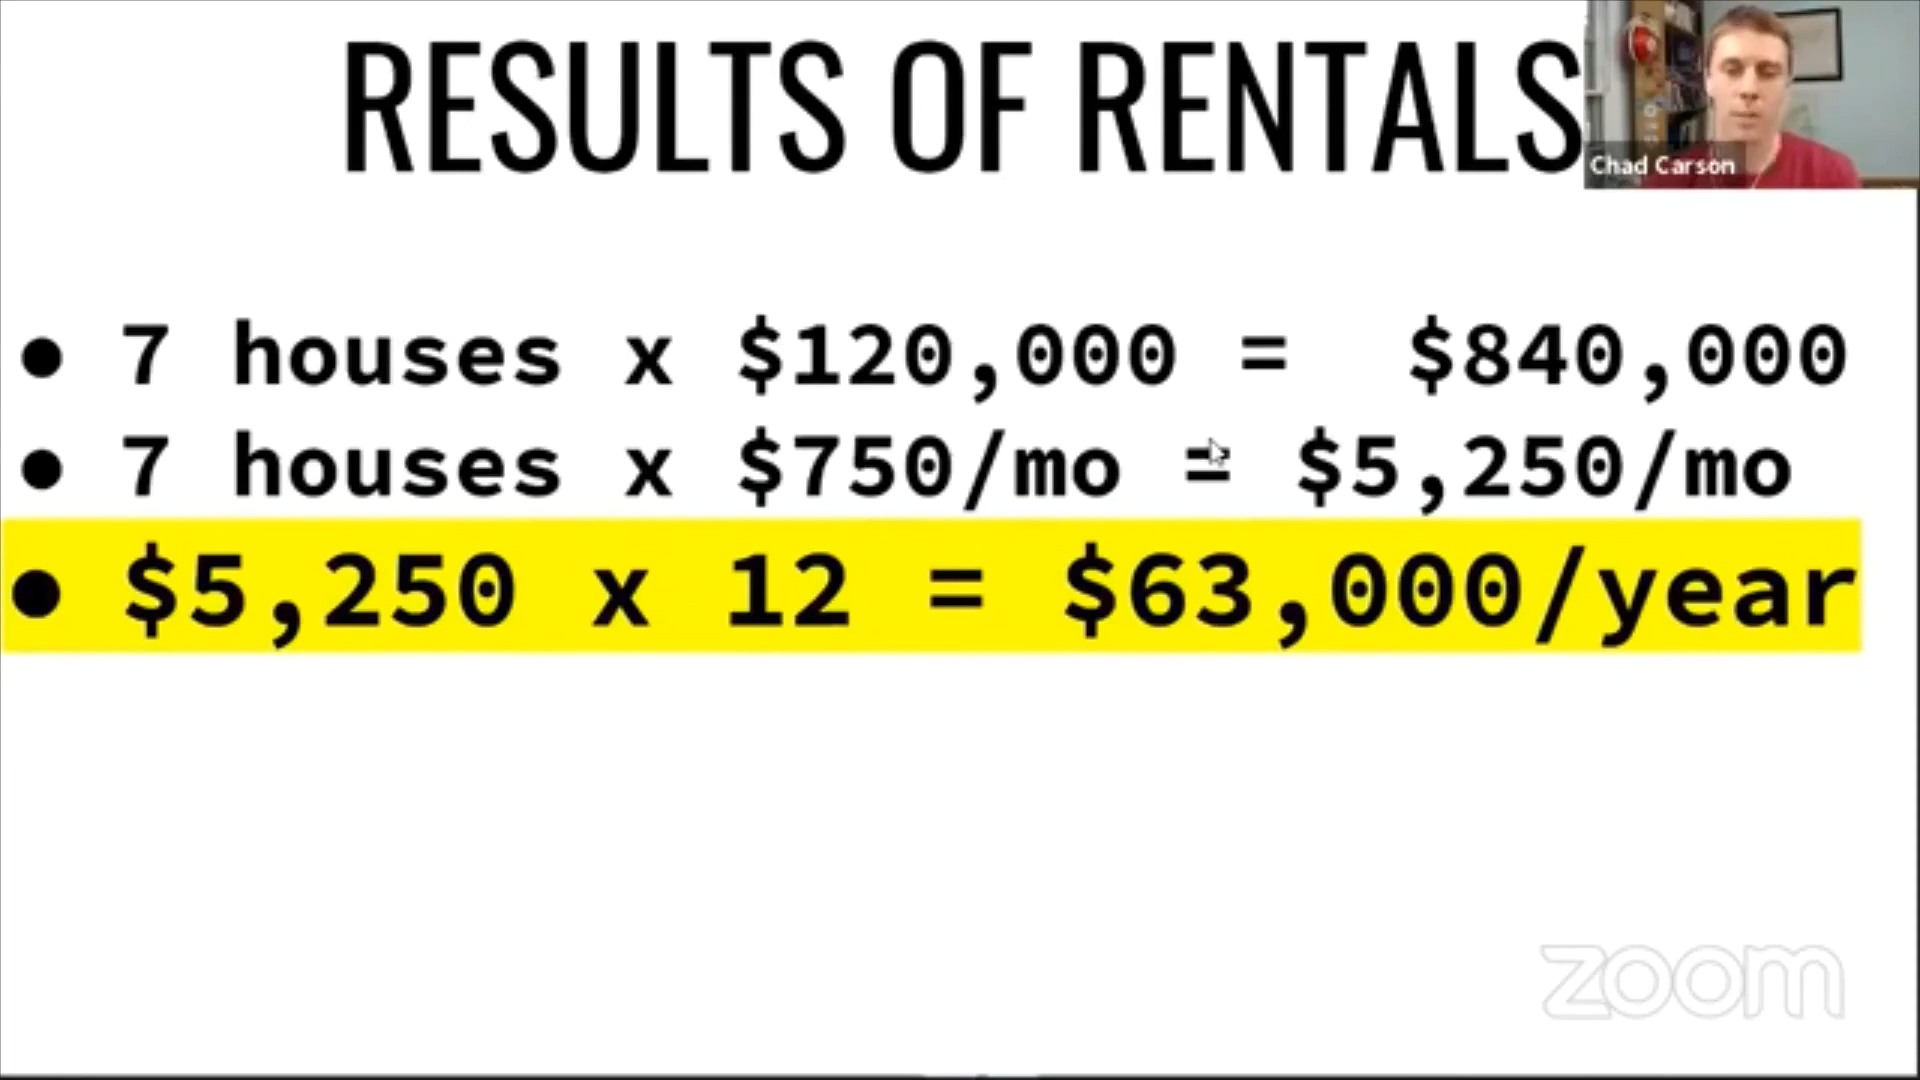 RESULTS OF RENTALS
Chad Carson
● 7 houses x $120,000 = $840,000
● 7 houses x $750/mo = $5,250/mo
● $5,250 x 12 = $63,000/year
zoom